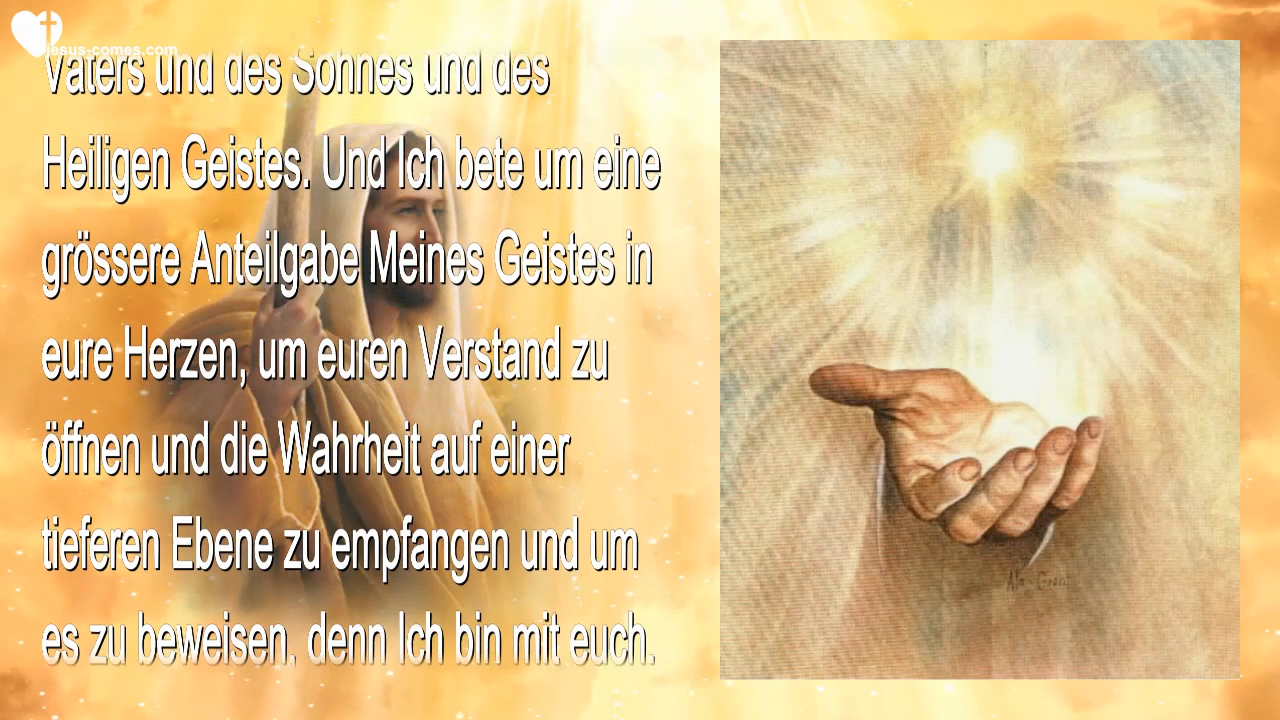 jesus-comes.com
Vaters und des Sohnes und des
Heiligen Geistes. Und Ich bete um eine
grössere Anteilgabe Meines Geistes in
eure Herzen, um euren Verstand zu
öffnen und die Wahrheit auf einer
tieferen Ebene zu empfangen und um
es zu beweisen, denn Ich bin mit euch.